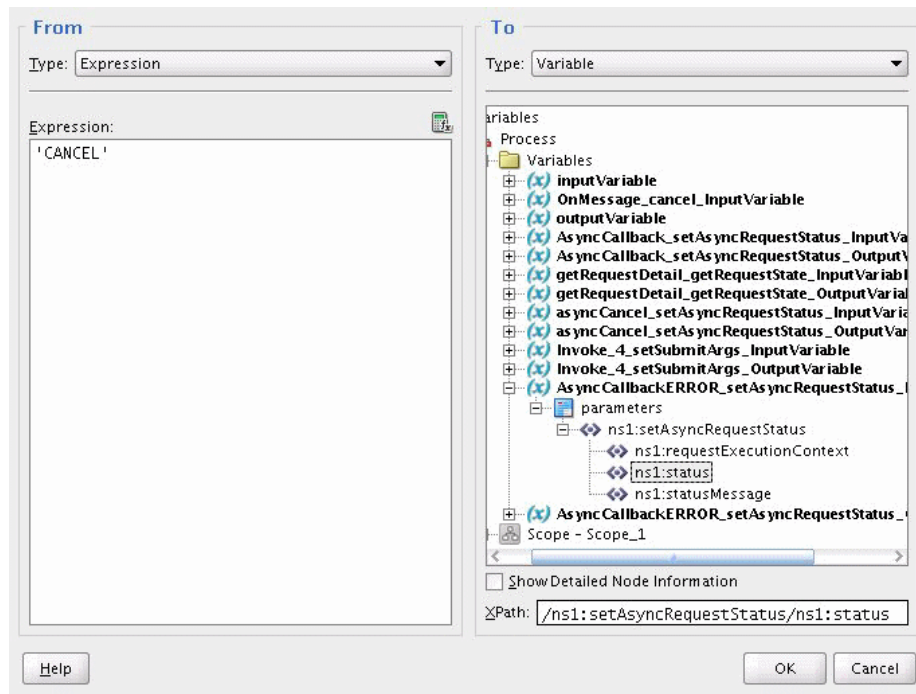 From
Type: Expression
Expression:
'CANCEL'
To
Type: Variable
ariables
Process
Variables
(x) inputVariable
(x) OnMessage_cancel_InputVariable
(x) outputVariable
(x) AsyncCallback_setAsyncRequestStatus_InputVa
(x) AsyncCallback_setAsyncRequestStatus_OutputV
(x) getRequestDetail_getRequestState_InputVariabl
(x) getRequestDetail_getRequestState_OutputVarial
(x) asyncCancel_setAsyncRequestStatus_InputVaria
(x) asyncCancel_setAsyncRequestStatus_OutputVar
(x) Invoke_4_setSubmitArgs_InputVariable
(x) Invoke_4_setSubmitArgs_OutputVariable
(x) AsyncCallbackERROR_setAsyncRequestStatus_I
parameters
ns1:setAsyncRequestStatus
ns1:requestExecutionContext
ns1:status
ns1:statusMessage
(x) AsyncCallbackERROR_setAsyncRequestStatus_
Scope - Scope_1
Show Detailed Node Information
XPath: /ns1:setAsyncRequestStatus/ns1:status
Help
OK
Cancel